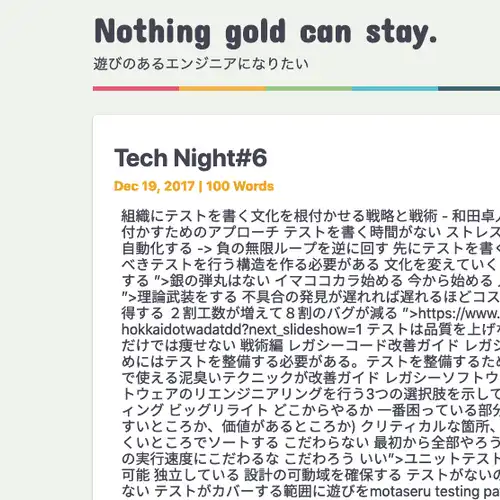 Nothing gold can stay.
遊びのあるエンジニアになりたい
Tech Night#6
Dec 19, 2017 | 100 Words
組織にテストを書く文化を根付かせる戦略と戦術 - 和田卓人
付かすためのアプローチ テストを書く時間がない ストレス
自動化する -> 負の無限ループを逆に回す 先にテストを書く
べきテストを行う構造を作る必要がある 文化を変えていく
する ”>銀の弾丸はない イマココカラ始める 今から始める
”>理論武装をする 不具合の発見が遅れれば遅れるほどコス
得する ２割工数が増えて８割のバグが減る ”>https://www.
hokkaidotwadatdd?next_slideshow=1 テストは品質を上げ
だけでは痩せない 戦術編 レガシーコード改善ガイド レガシ
めにはテストを整備する必要がある。テストを整備するため
で使える泥臭いテクニックが改善ガイド レガシーソフトウ
トウェアのリエンジニアリングを行う3つの選択肢を示して
ィング ビッグリライト どこからやるか 一番困っている部分
すいところか、価値があるところか) クリティカルな箇所、
くいところでソートする こだわらない 最初から全部やろう
の実行速度にこだわるな こだわろう いい”>ユニットテスト
可能 独立している 設計の可動域を確保する テストがないの
ない テストがカバーする範囲に遊びをmotaseru testing pa